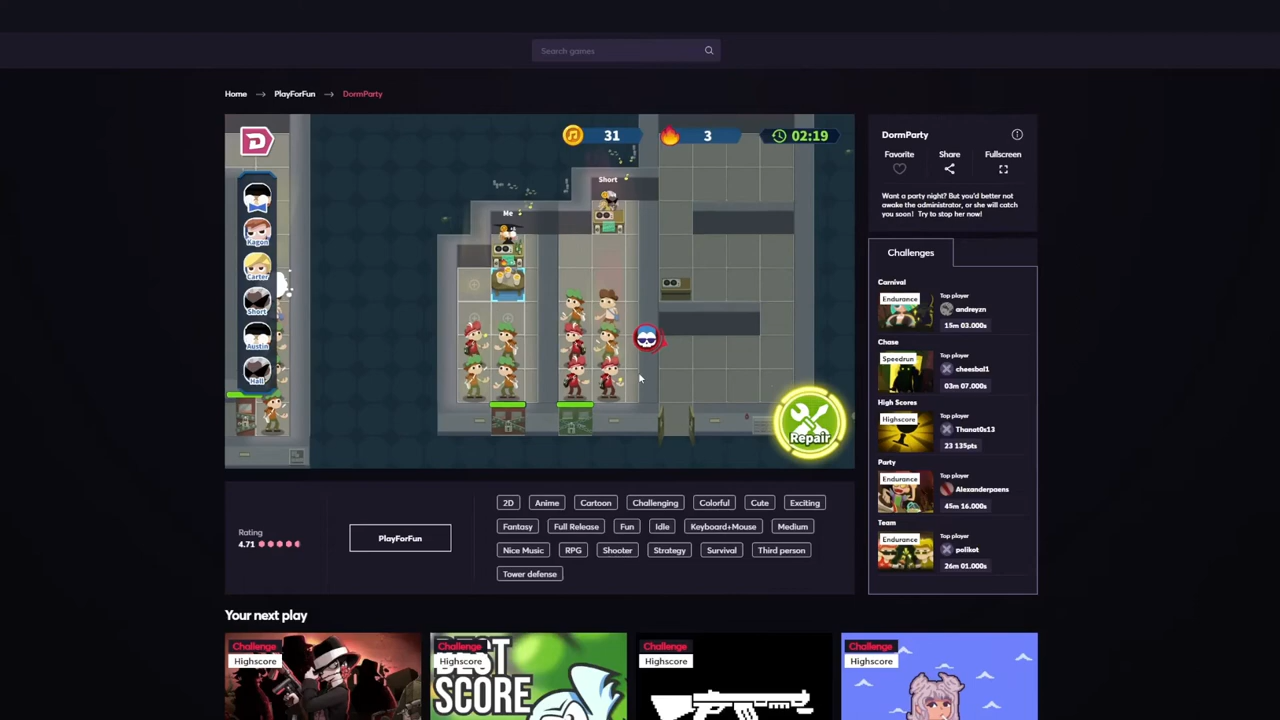 Search games
Home → PlayForFun → DormParty
D
31
3
02:19
Kagon
Carter
Short
Austin
Hall
Me
Short
Repair
DormParty
Favorite
Share
Fullscreen
Want a party night? But you'd better not
awake the administrator, or she will catch
you soon! Try to stop her now!
Challenges
Carnival
Endurance
Top player
andreyzn
15m 03.000s
Chase
Speedrun
Top player
cheesbal1
03m 07.000s
High Scores
Highscore
Top player
Thanat0s13
23 135pts
Party
Endurance
Top player
Alexanderpaens
45m 16.000s
Team
Endurance
Top player
polikot
26m 01.000s
Rating
4.71
PlayForFun
2D Anime Cartoon Challenging Colorful Cute Exciting
Fantasy Full Release Fun Idle Keyboard+Mouse Medium
Nice Music RPG Shooter Strategy Survival Third person
Tower defense
Your next play
Challenge
Highscore
Challenge
Highscore
BEST
SCORE
Challenge
Highscore
Challenge
Highscore